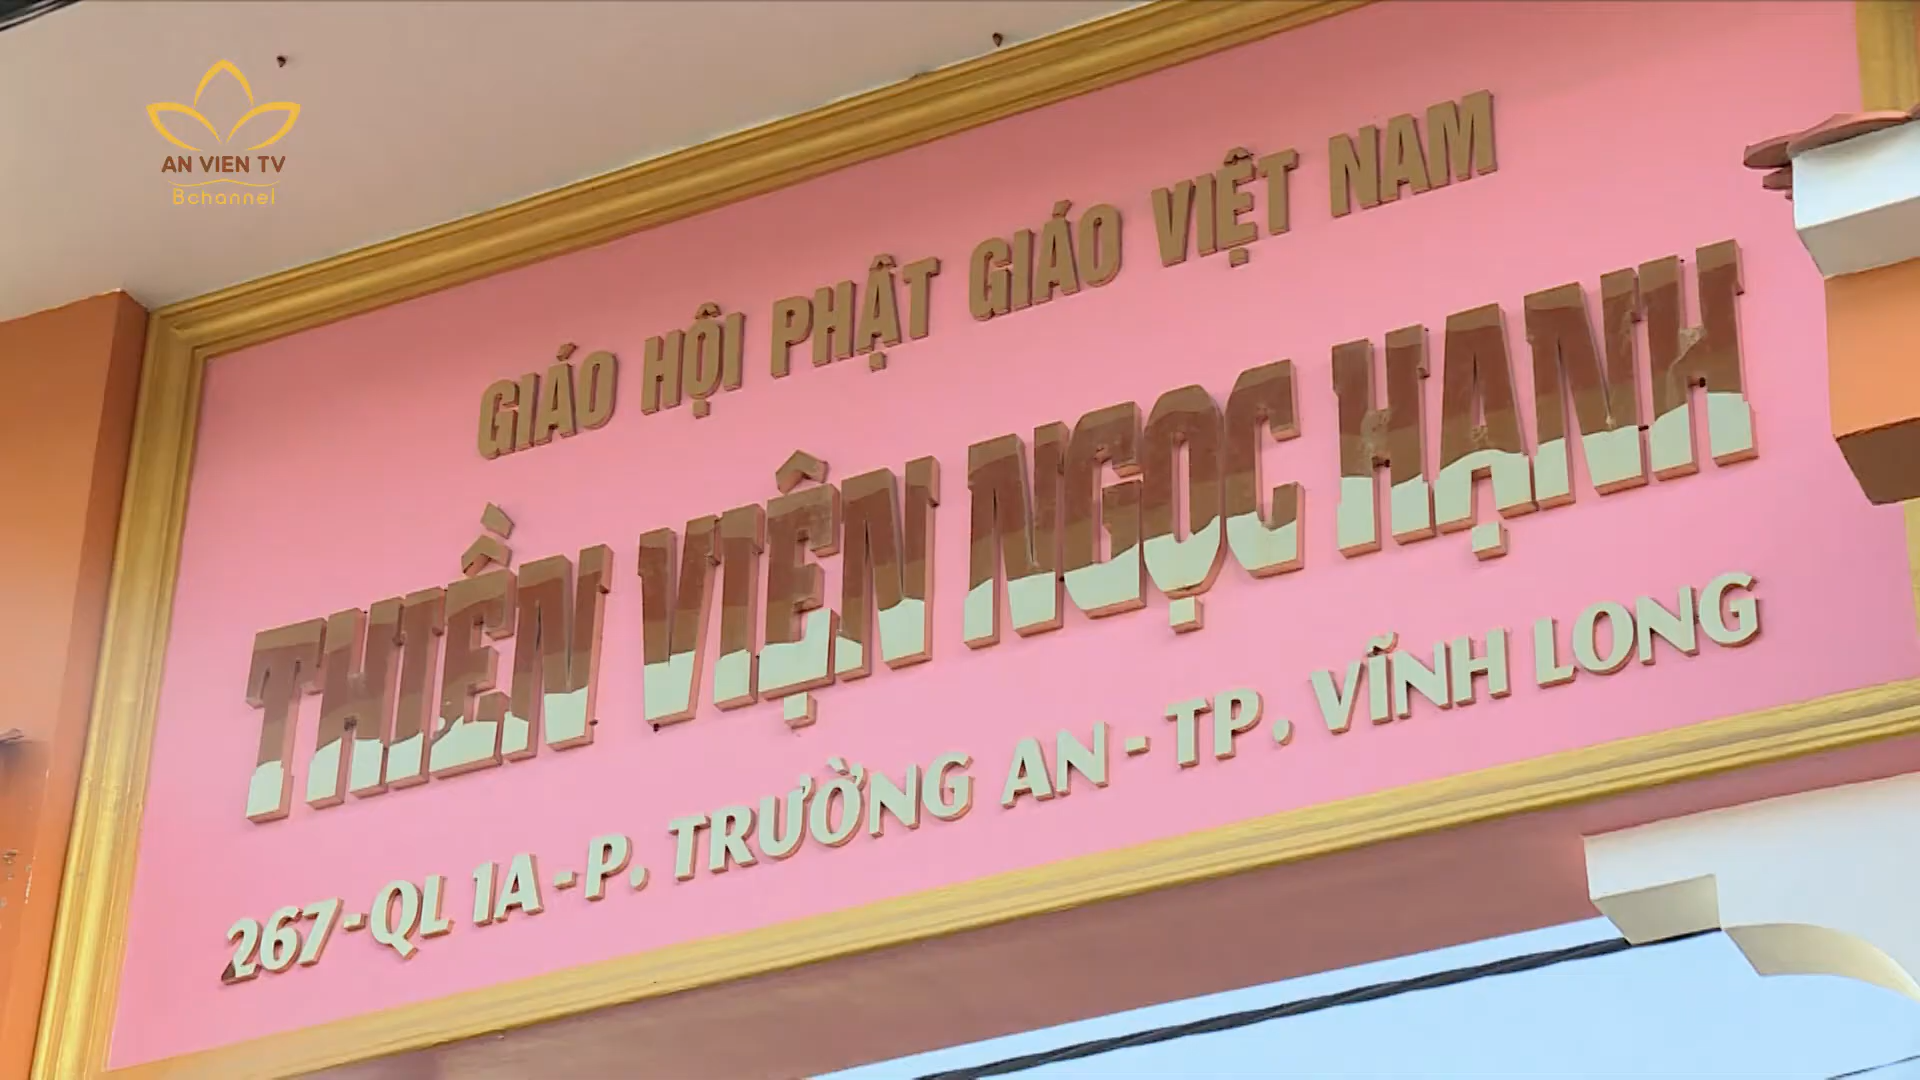 AN VIEN TV
Bchannel
GIÁO HỘI PHẬT GIÁO VIỆT NAM
THIỀN VIỆN NGỌC HẠNH
267-QL 1A-P. TRƯỜNG AN-TP. VĨNH LONG